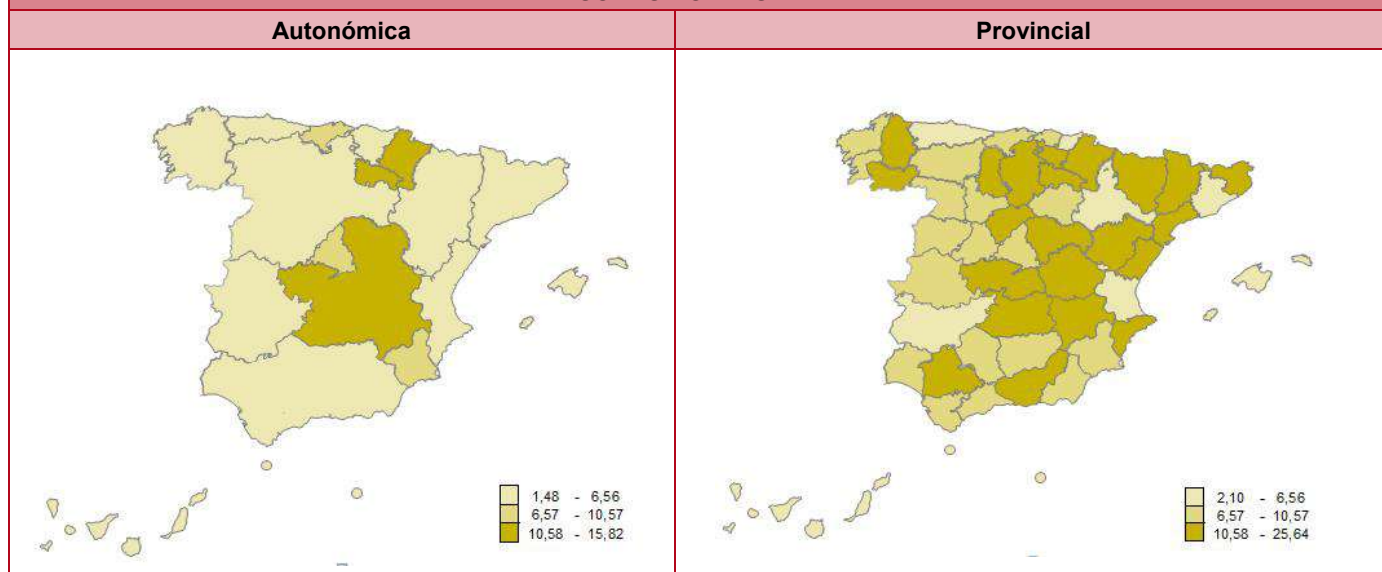 Autonómica
Provincial
1,48 - 6,56
6,57 - 10,57
10,58 - 15,82
2,10 - 6,56
6,57 - 10,57
10,58 - 25,64